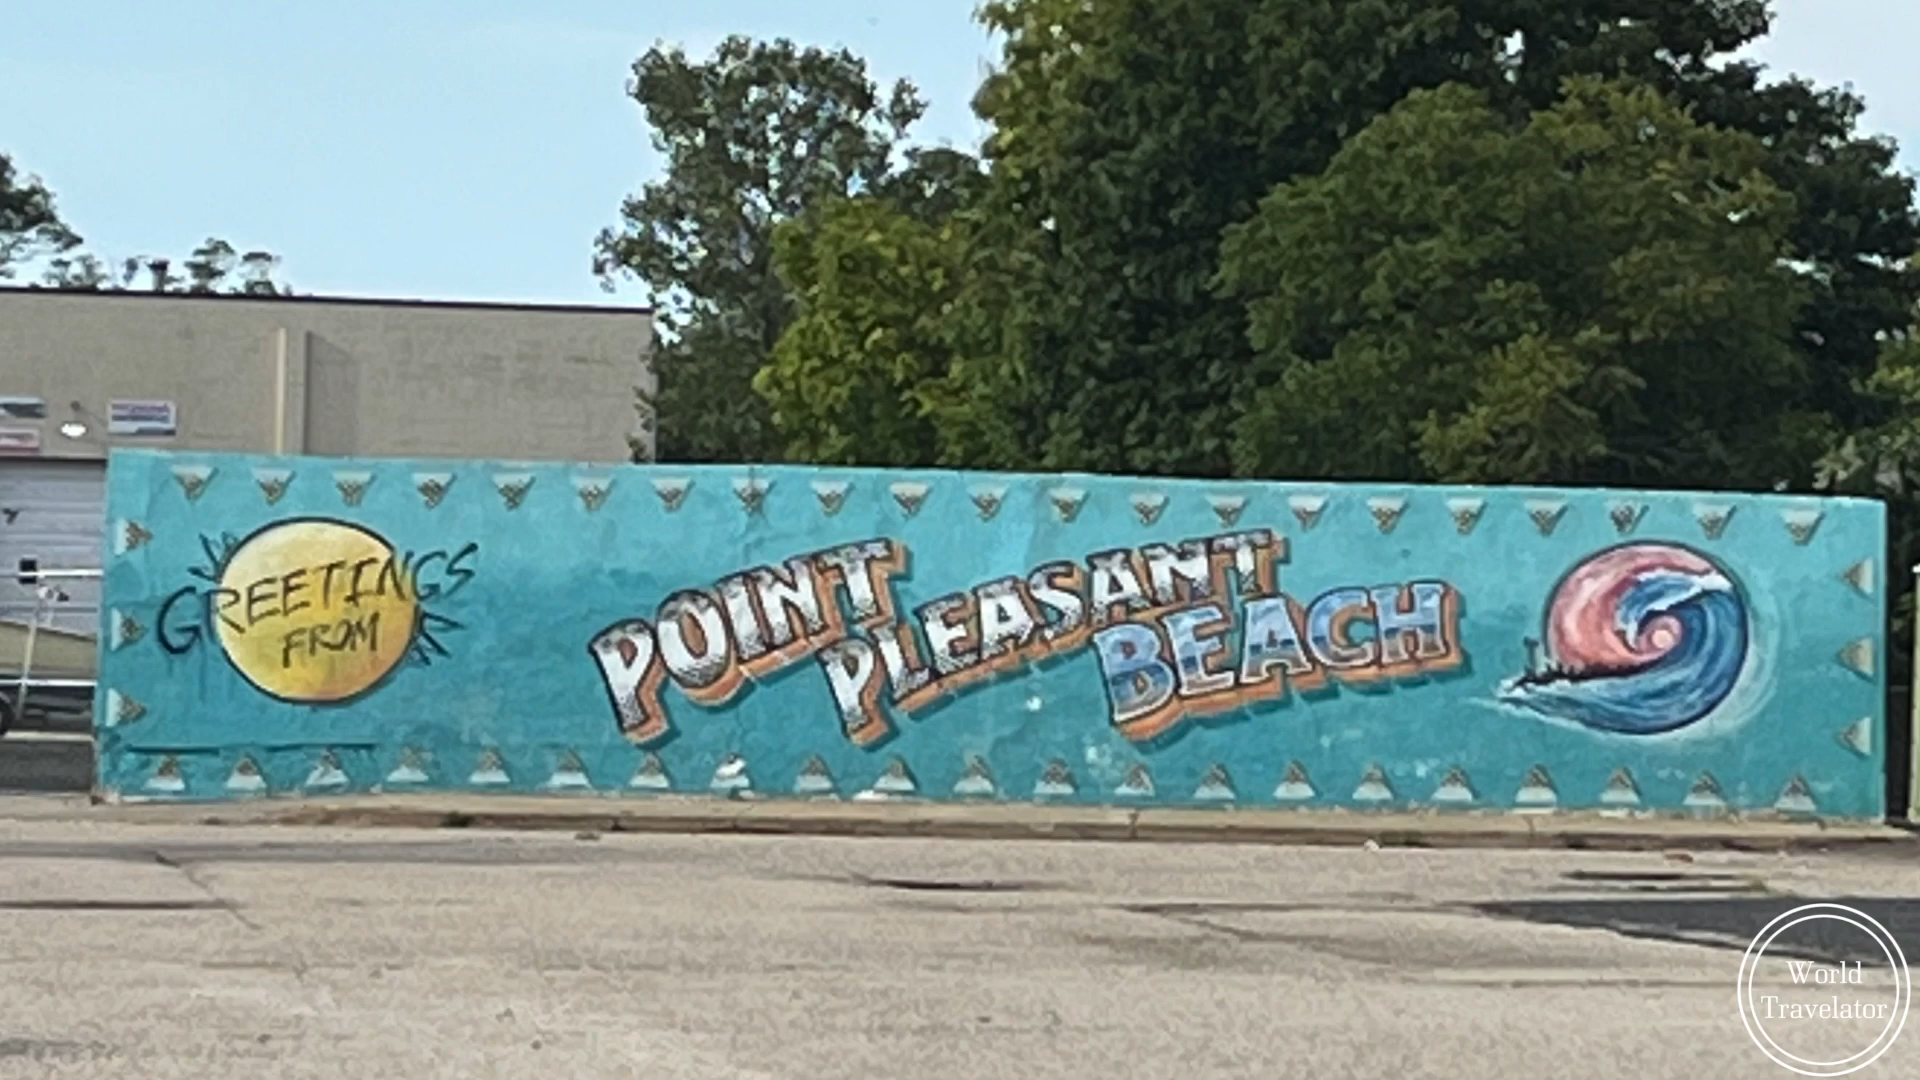 GREETINGS
FROM
POINT
PLEASANT
BEACH
World
Travelator